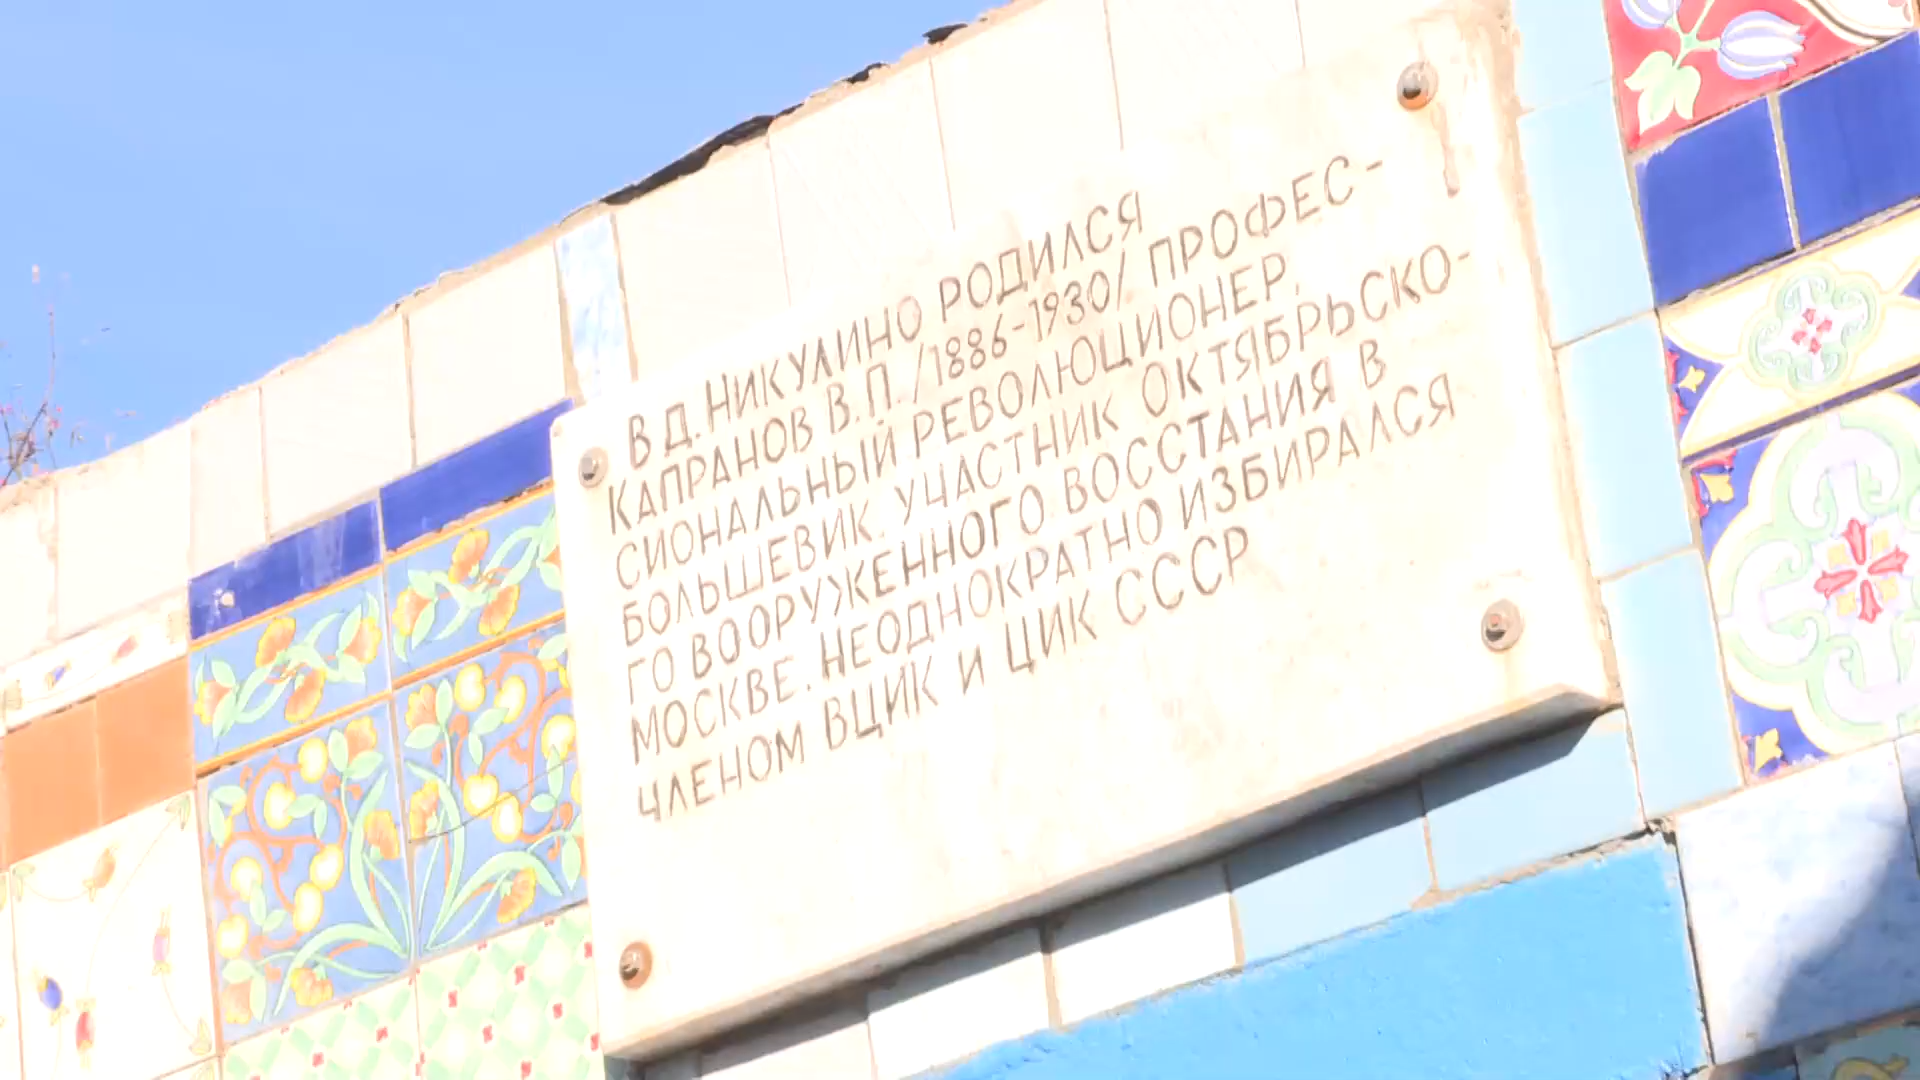 В Д. НИКУЛИНО РОДИЛСЯ
КАПРАНОВ В.П. /1886-1930/ ПРОФЕС-
СИОНАЛЬНЫЙ РЕВОЛЮЦИОНЕР,
БОЛЬШЕВИК. УЧАСТНИК ОКТЯБРЬСКО-
ГО ВООРУЖЕННОГО ВОССТАНИЯ В
МОСКВЕ. НЕОДНОКРАТНО ИЗБИРАЛСЯ
ЧЛЕНОМ ВЦИК И ЦИК СССР